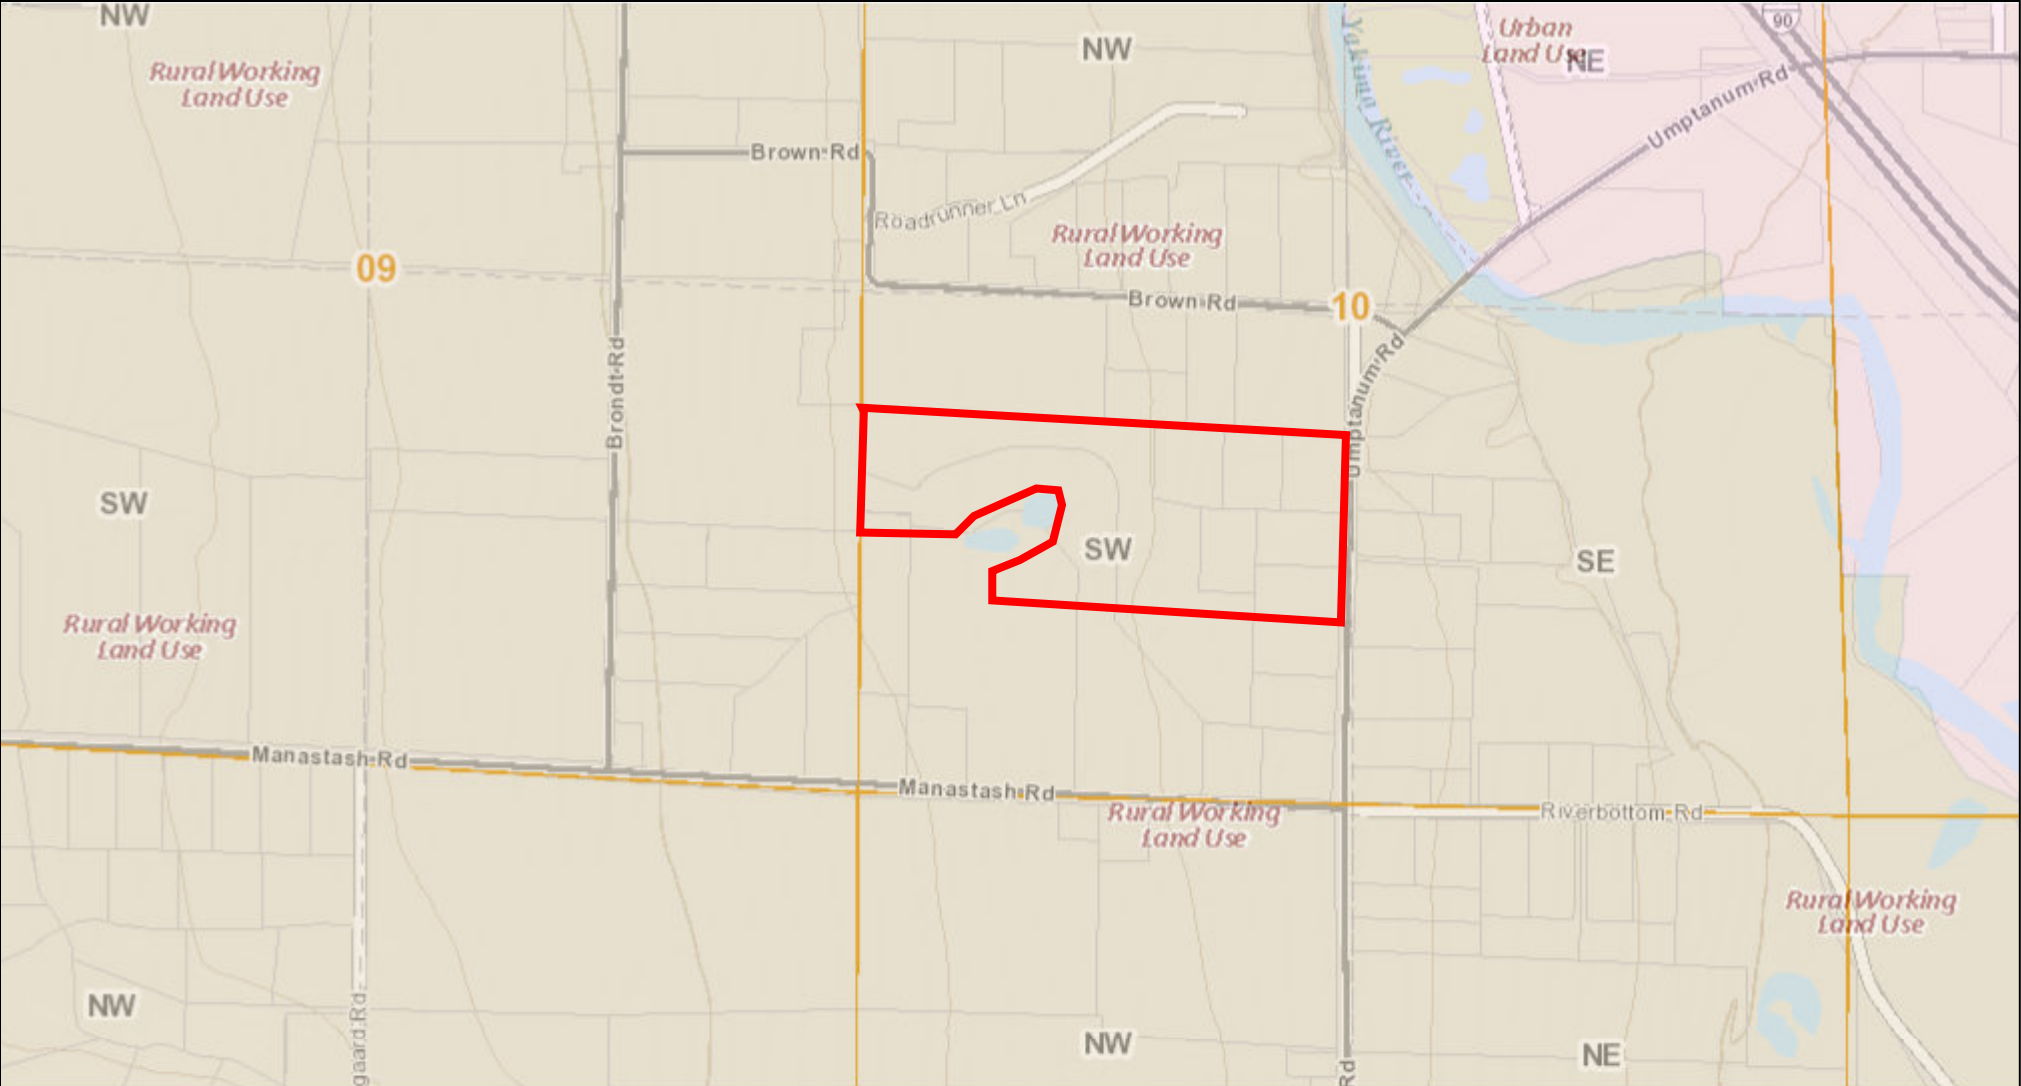 NW
Rural Working
Land Use
NW
Urban
Land Use
NE
90
Umptanum Rd
Yakima River
Brown Rd
Roadrunner Ln
Rural Working
Land Use
09
Brown Rd
10
Umptanum Rd
Brondt Rd
SW
SW
SE
Rural Working
Land Use
Manastash Rd
Manastash Rd
Rural Working
Land Use
Riverbottom Rd
Rural Working
Land Use
NW
gaard Rd
NW
Rd
NE